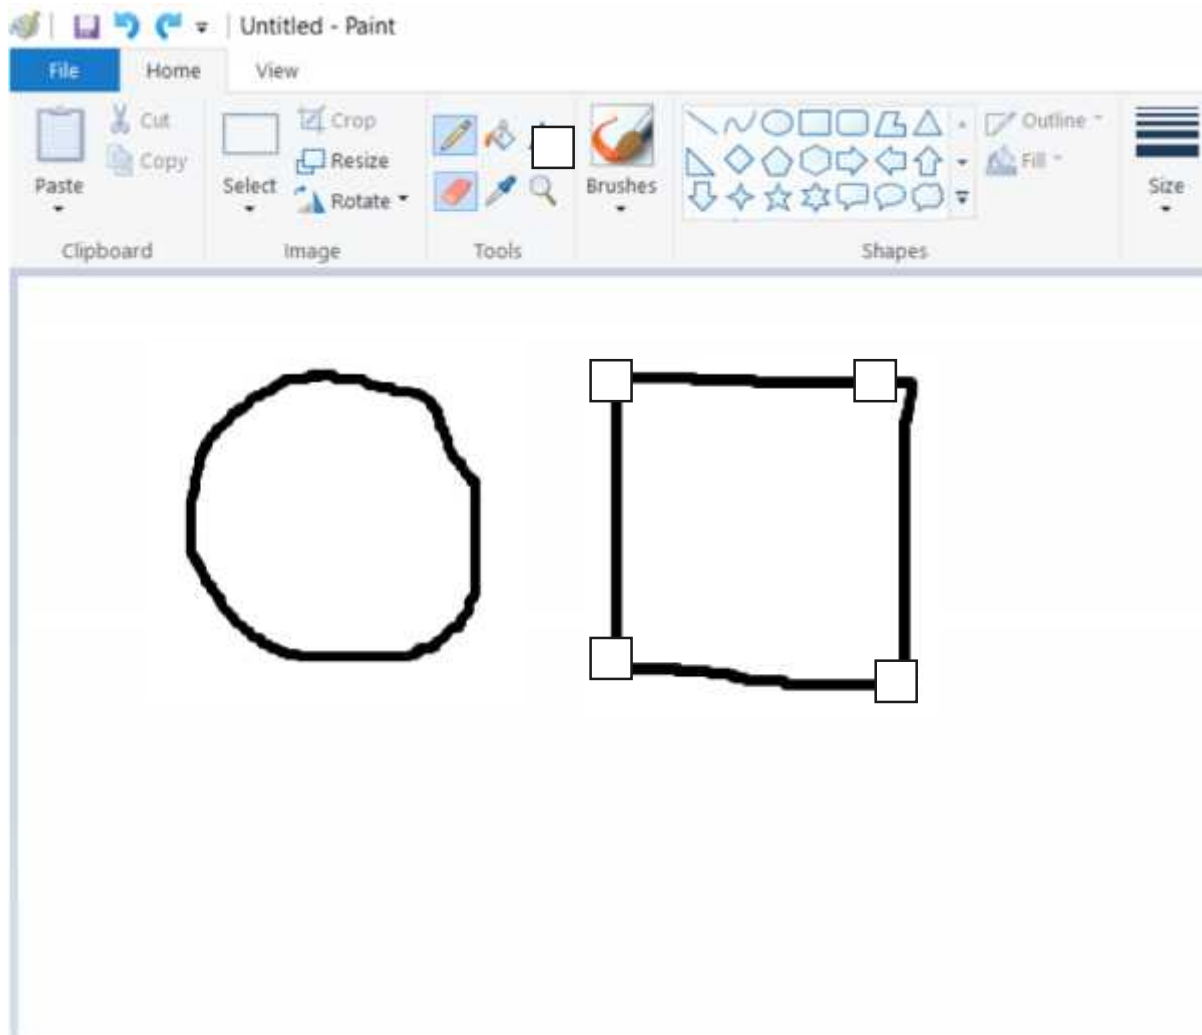 Untitled - Paint
File Home View
Cut
Copy
Paste
Clipboard
Select
Crop
Resize
Rotate
Image
Tools
Brushes
Shapes
Outline
Fill
Size